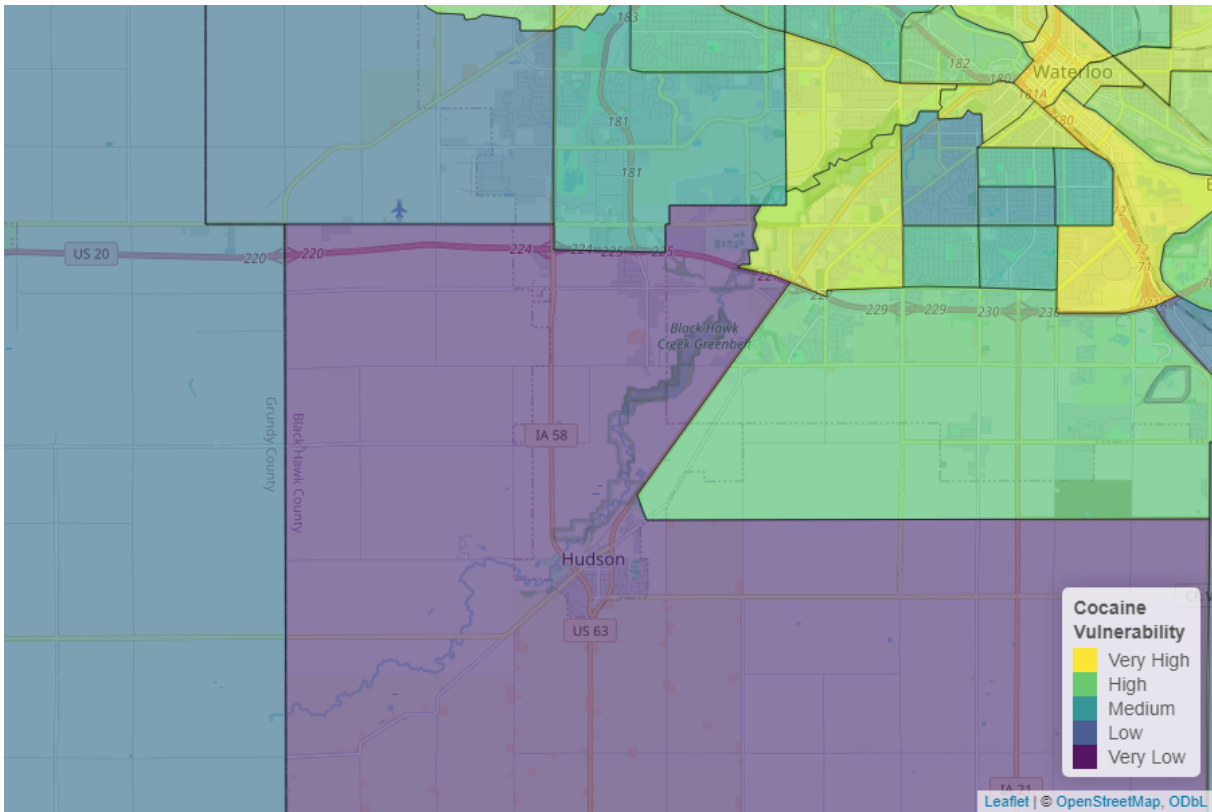 183
182
180
Waterloo
181A
180
181
181
72
72
71
US 20
220
220
224
224
225
225
227
229
229
230
230
Black Hawk
Creek Greenbelt
Grundy County
Black Hawk County
IA 58
Hudson
US 63
IA 21
Cocaine
Vulnerability
Very High
High
Medium
Low
Very Low
Leaflet | © OpenStreetMap, ODbL